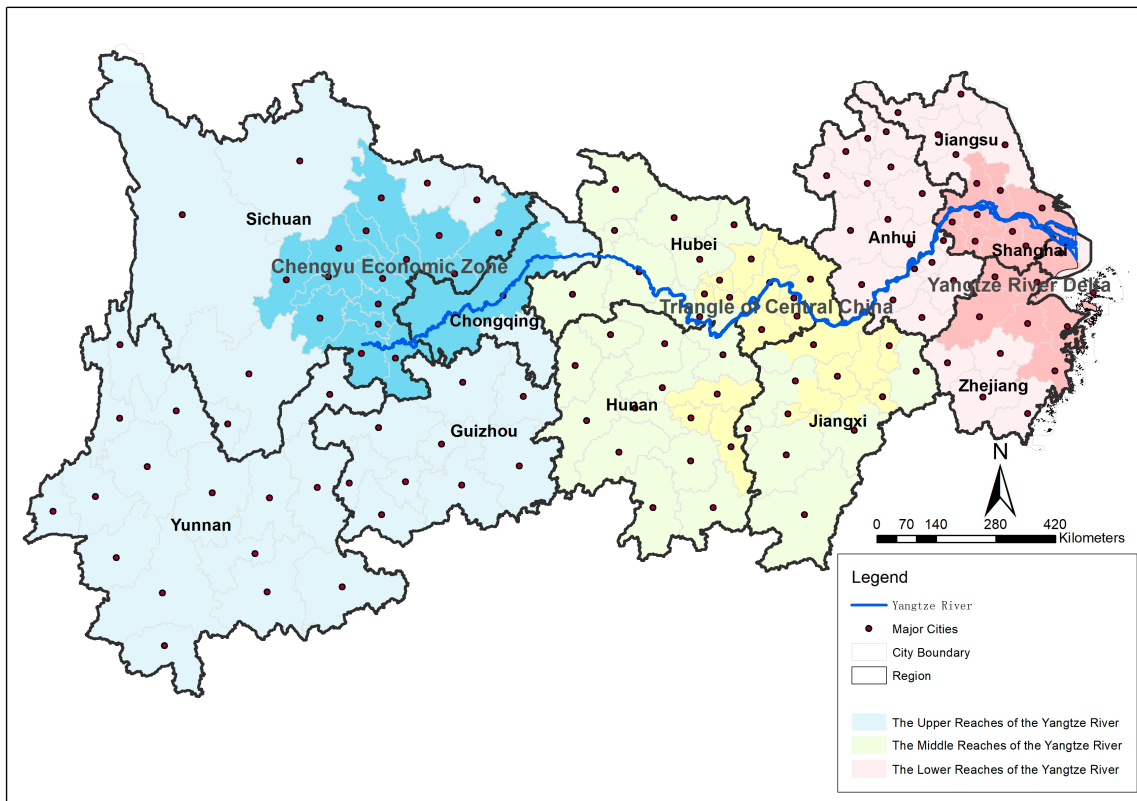 Jiangsu
Sichuan
Hubei
Anhui
Shanghai
Chengyu Economic Zone
Yangtze River Delta
Triangle of Central China
Chongqing
Zhejiang
Hunan
Jiangxi
Guizhou
N
Yunnan
0 70 140 280 420
Kilometers
Legend
Yangtze River
Major Cities
City Boundary
Region
The Upper Reaches of the Yangtze River
The Middle Reaches of the Yangtze River
The Lower Reaches of the Yangtze River